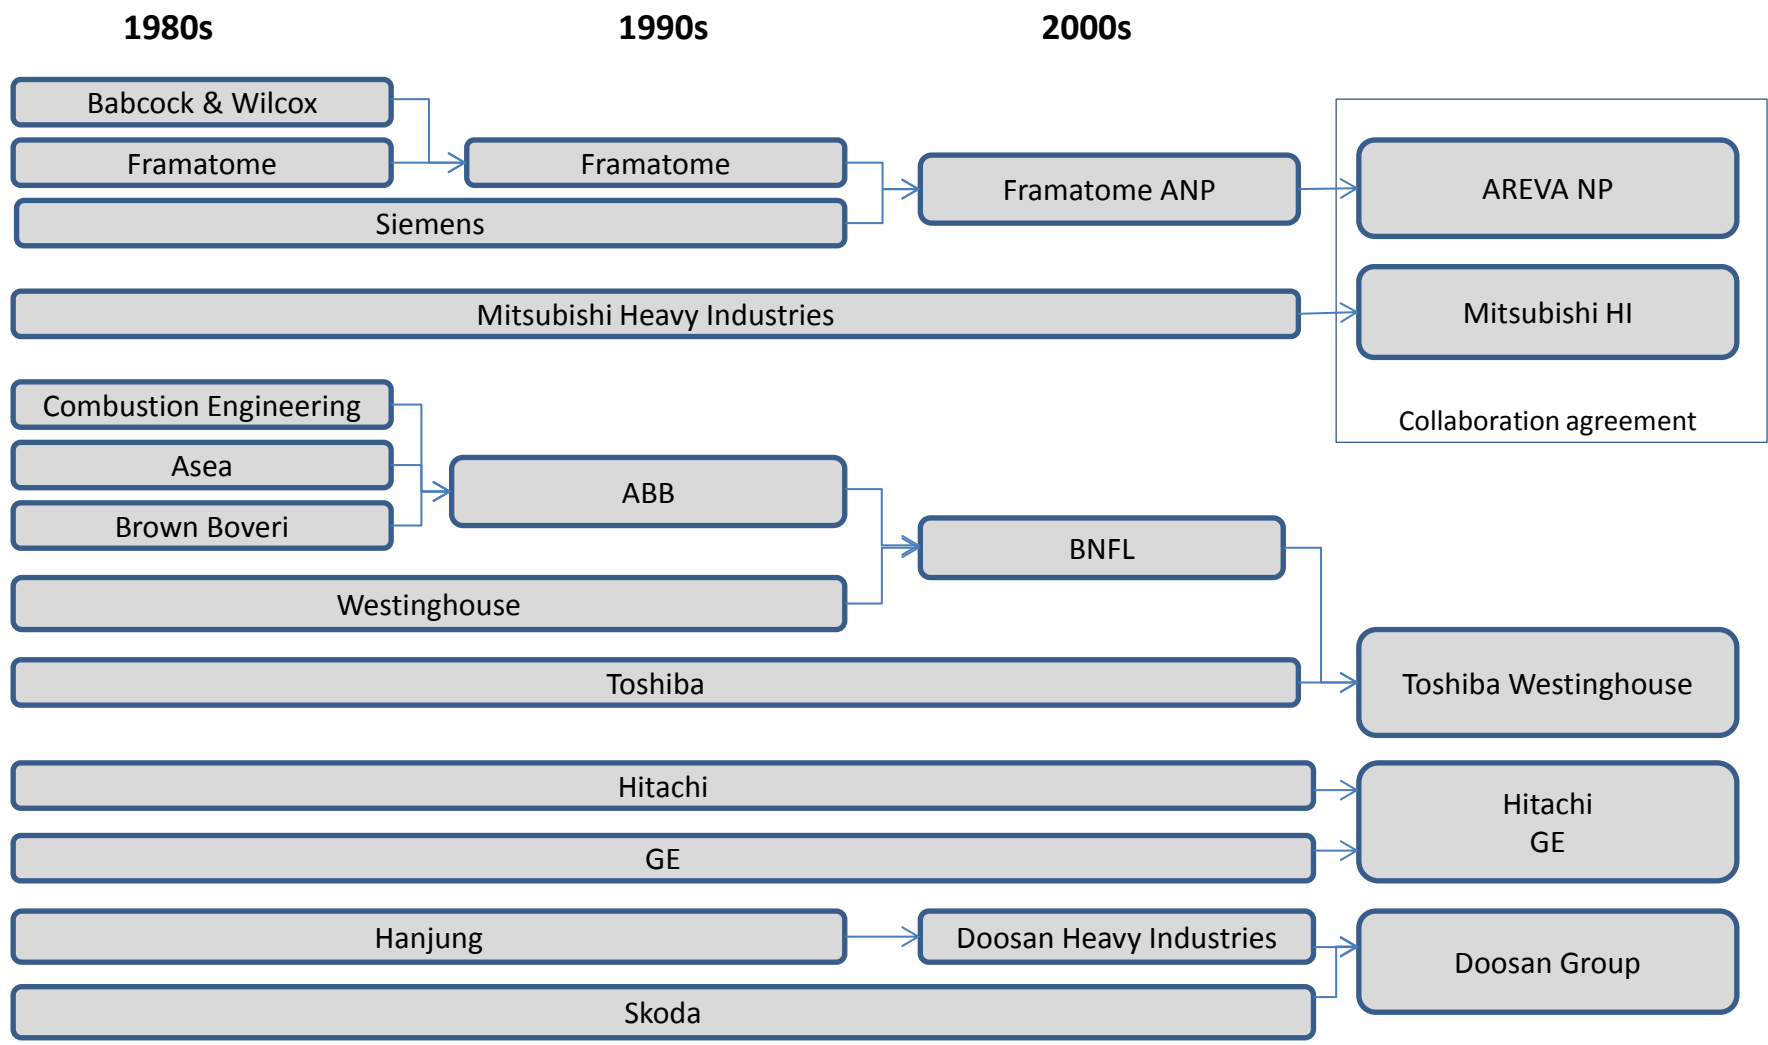 1980s
1990s
2000s
Babcock & Wilcox
Framatome
Framatome
Siemens
Framatome ANP
AREVA NP
Mitsubishi Heavy Industries
Mitsubishi HI
Collaboration agreement
Combustion Engineering
Asea
Brown Boveri
ABB
Westinghouse
BNFL
Toshiba
Toshiba Westinghouse
Hitachi
GE
Hitachi
GE
Hanjung
Doosan Heavy Industries
Skoda
Doosan Group